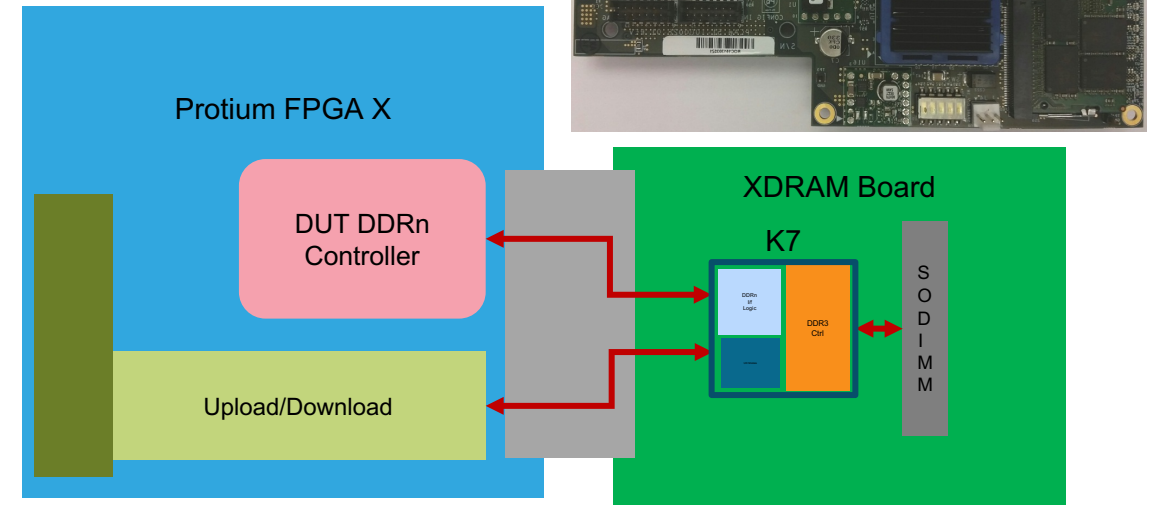 Protium FPGA X
DUT DDRn
Controller
Upload/Download
XDRAM Board
K7
DDRn
I/f
Logic
DDR3
Ctrl
S
O
D
I
M
M